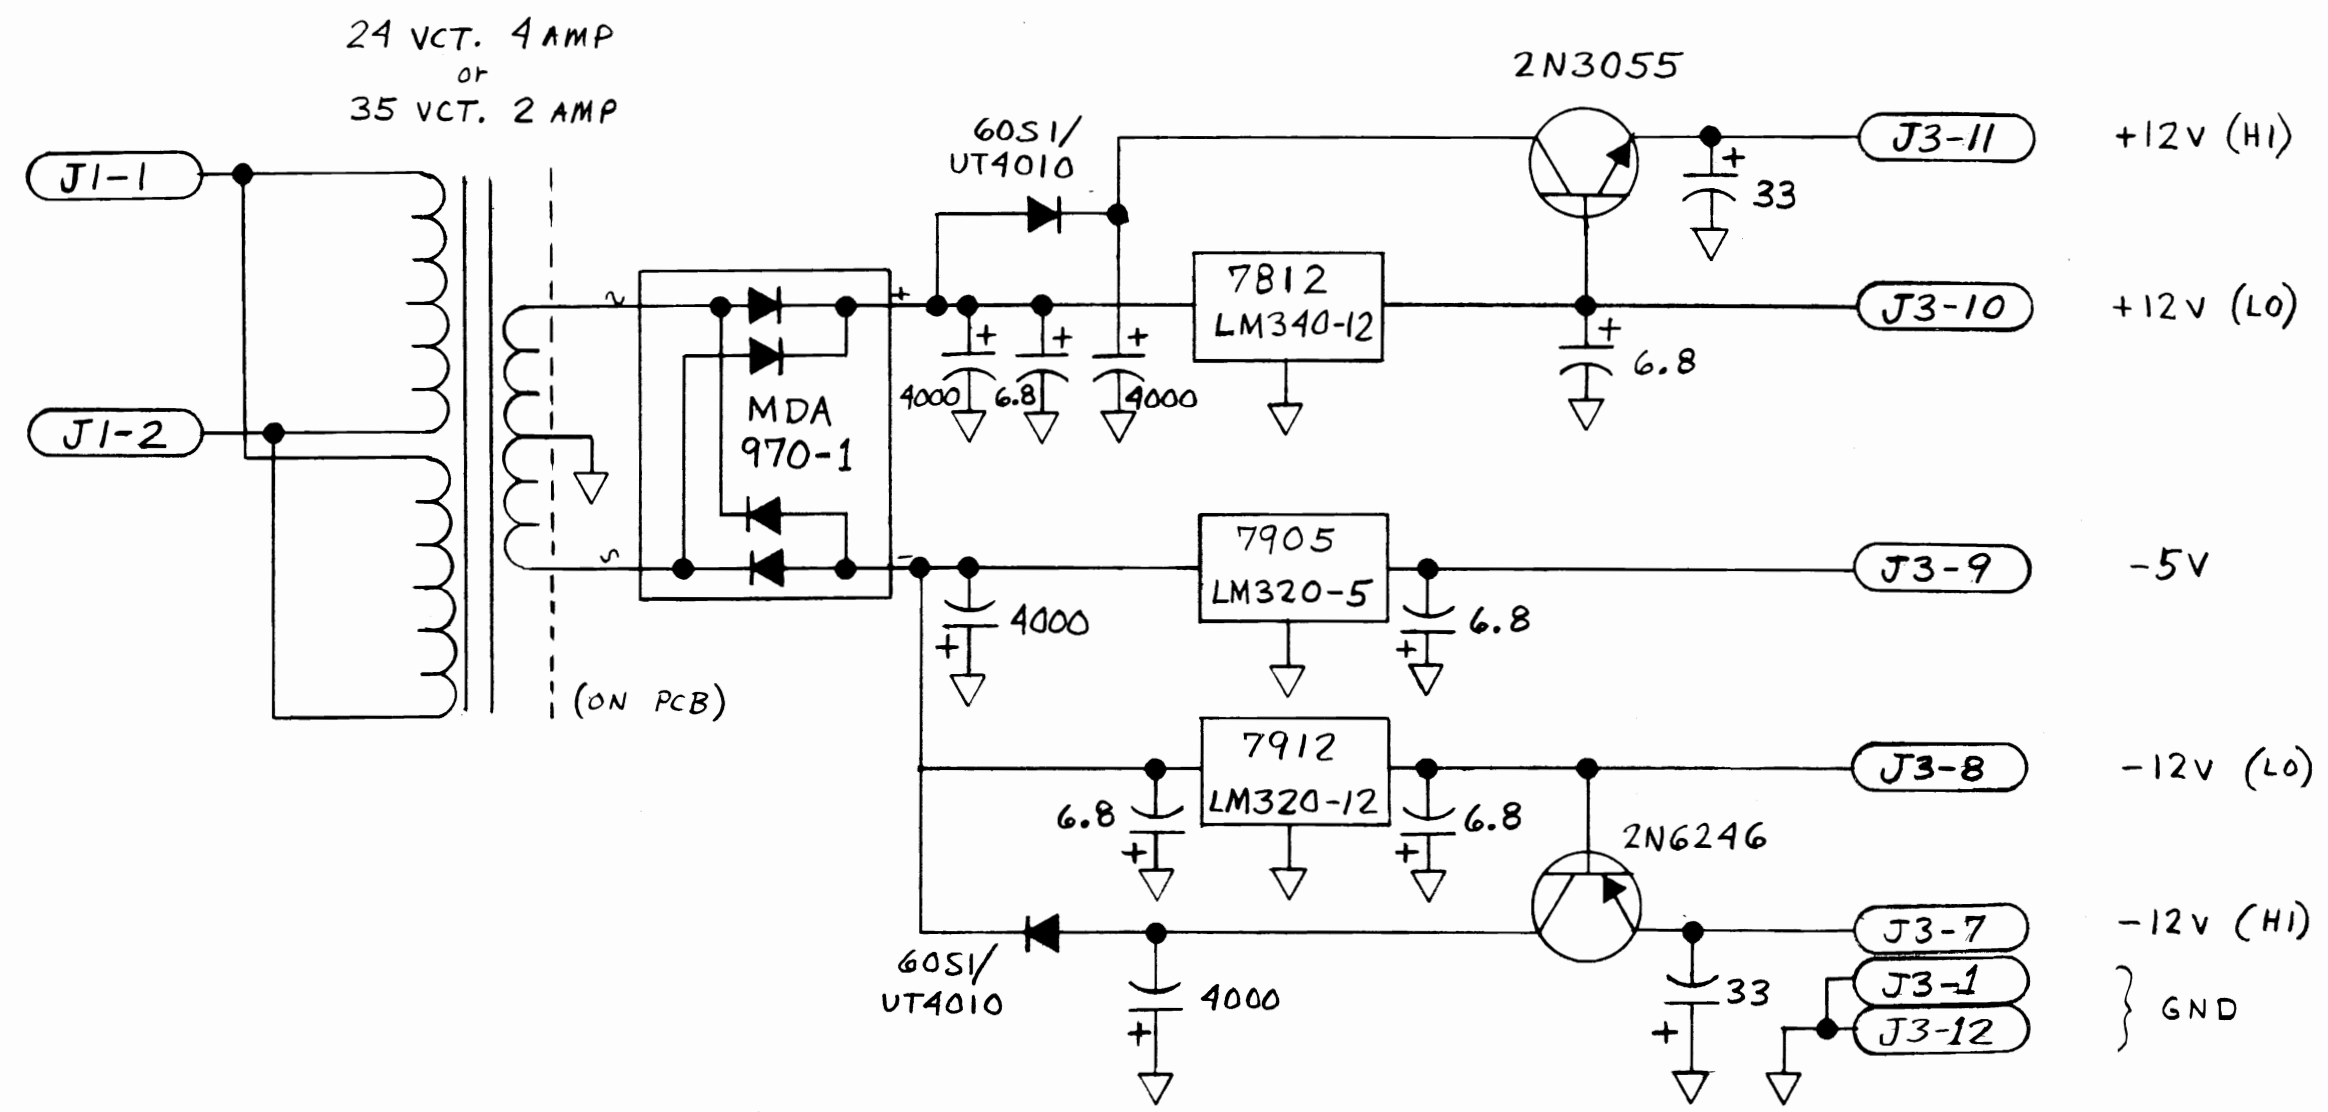 24 VCT. 4 AMP
or
35 VCT. 2 AMP
2N3055
60S1/
UT4010
J1-1
J3-11
+12V (HI)
+
33
7812
LM340-12
~
+
J3-10
+12V (LO)
+
+
+
+
6.8
4000
6.8
4000
MDA
970-1
J1-2
~
-
7905
LM320-5
J3-9
-5V
4000
+
6.8
+
(ON PCB)
7912
LM320-12
J3-8
-12V (LO)
6.8
+
6.8
+
2N6246
60S1/
UT4010
J3-7
-12V (HI)
4000
+
33
+
J3-1
J3-12
} GND